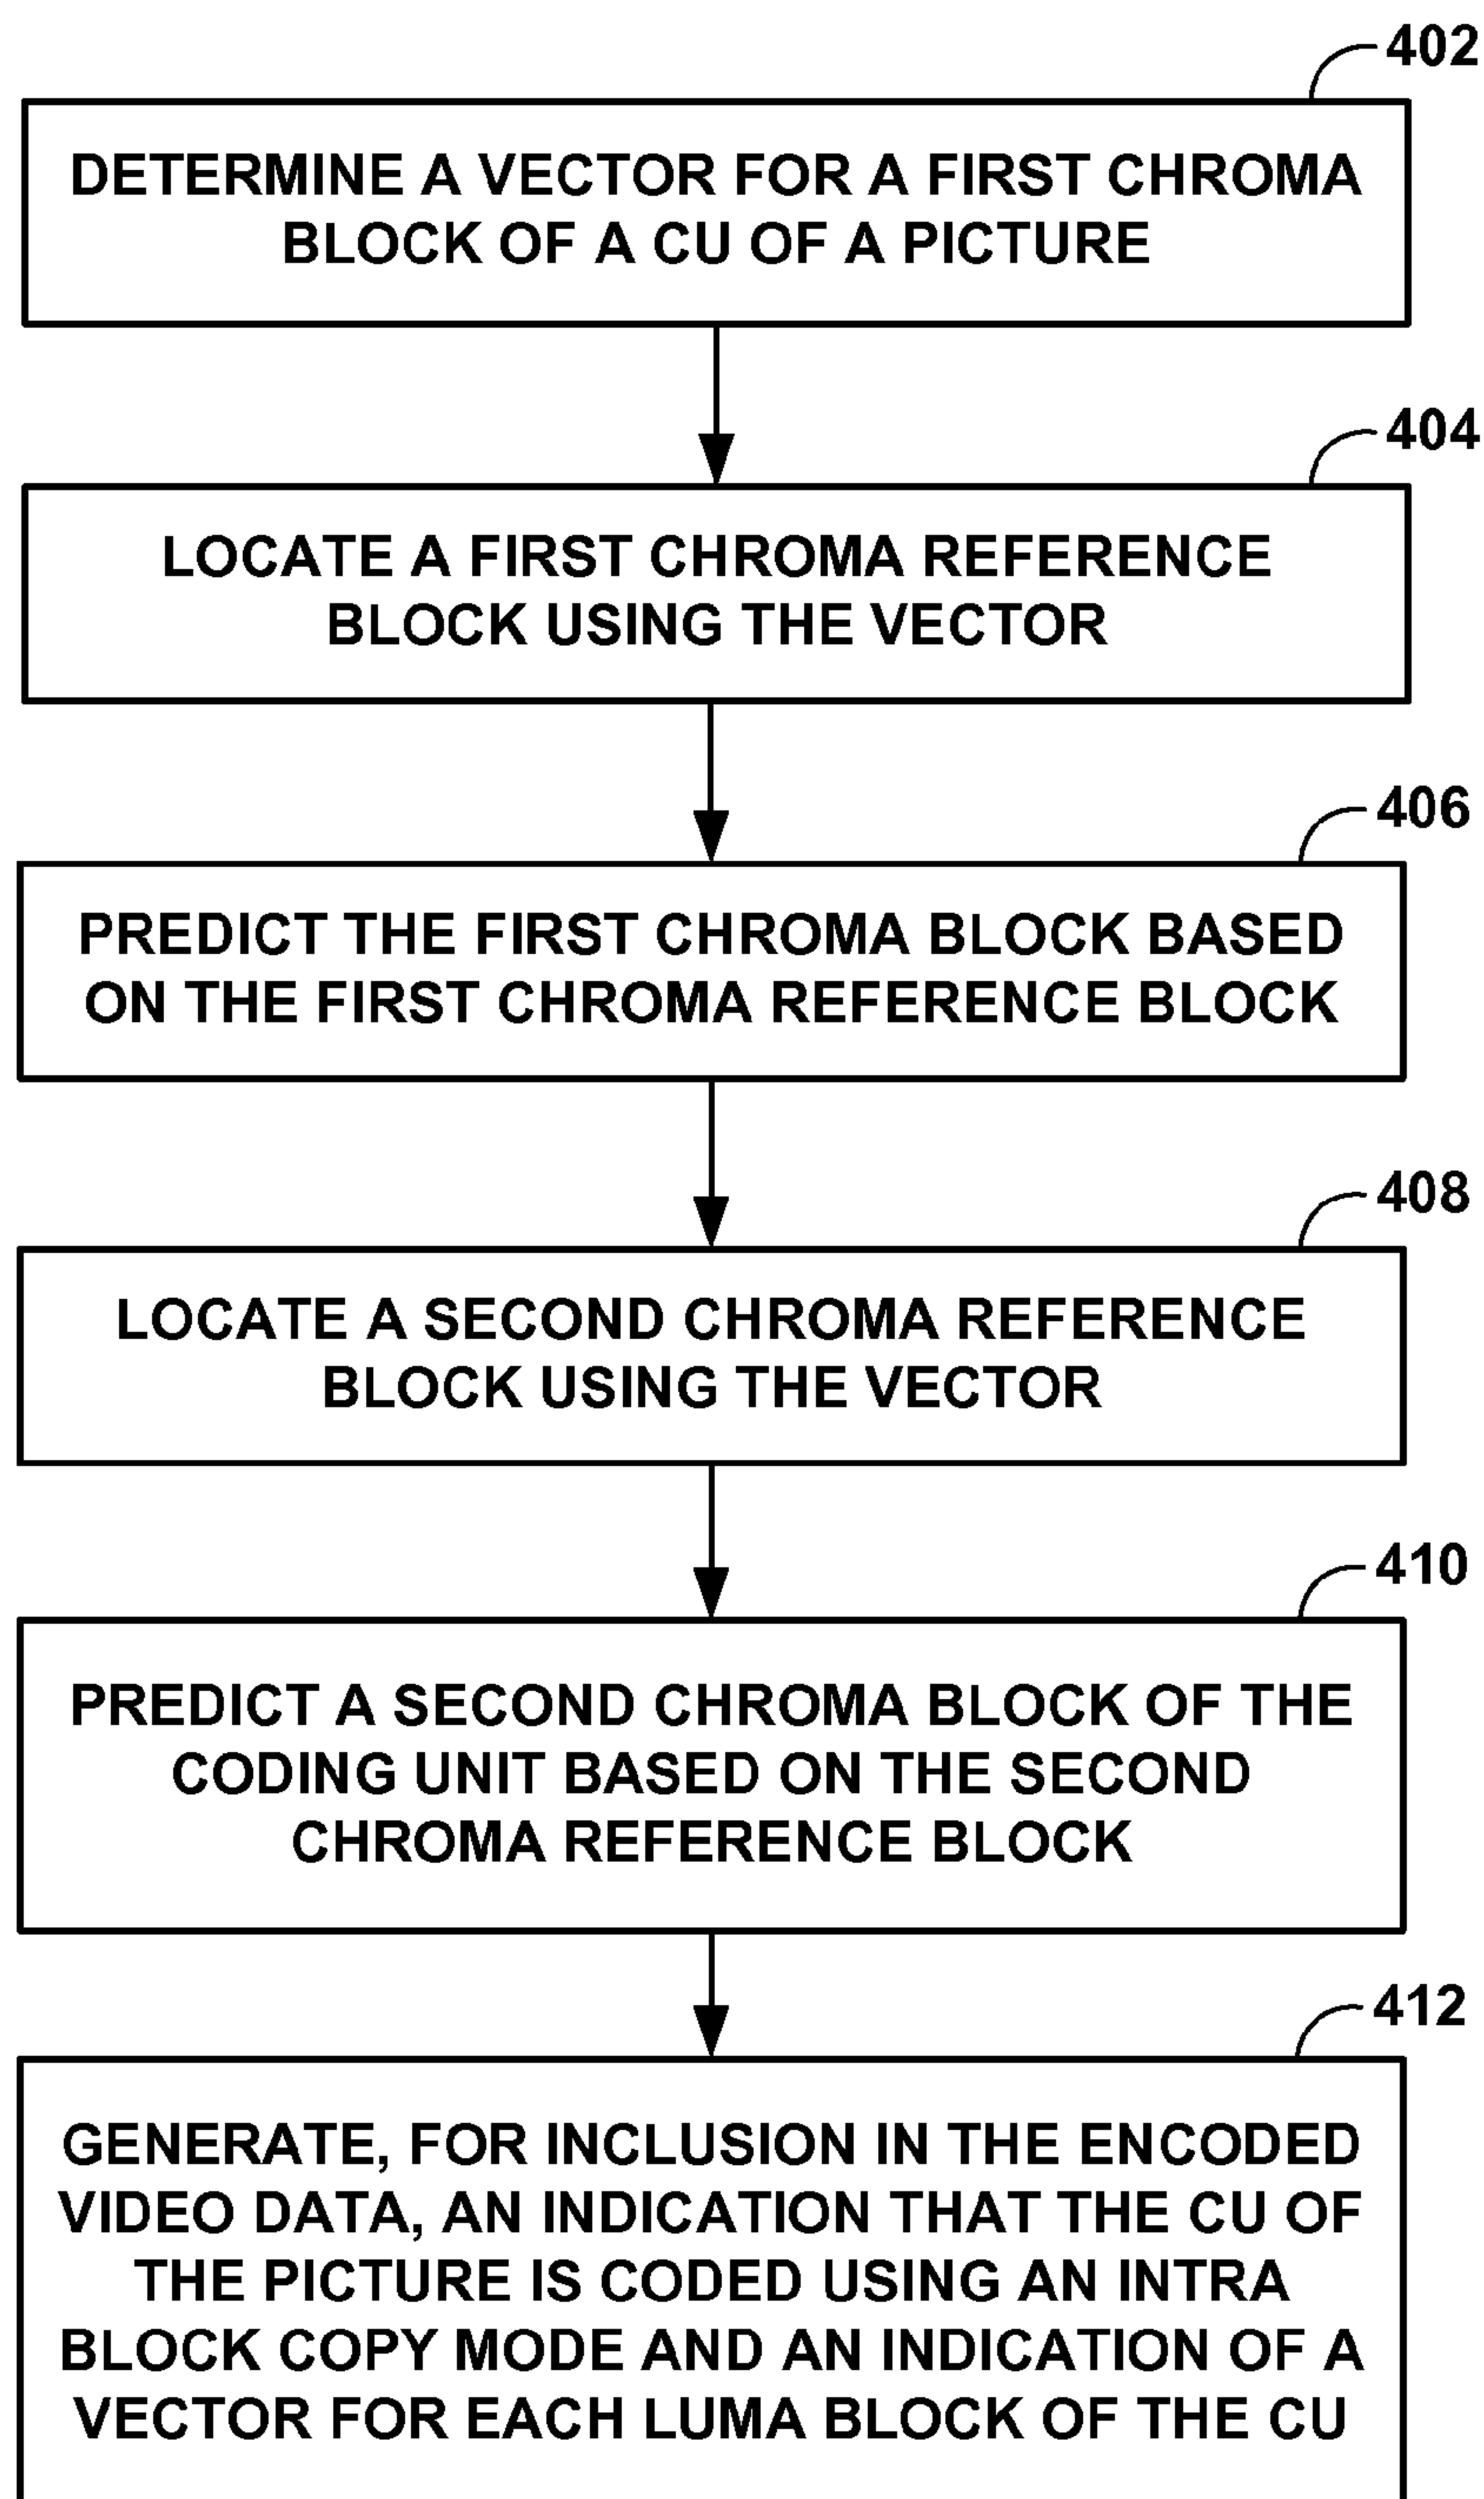 402
DETERMINE A VECTOR FOR A FIRST CHROMA
BLOCK OF A CU OF A PICTURE
404
LOCATE A FIRST CHROMA REFERENCE
BLOCK USING THE VECTOR
406
PREDICT THE FIRST CHROMA BLOCK BASED
ON THE FIRST CHROMA REFERENCE BLOCK
408
LOCATE A SECOND CHROMA REFERENCE
BLOCK USING THE VECTOR
410
PREDICT A SECOND CHROMA BLOCK OF THE
CODING UNIT BASED ON THE SECOND
CHROMA REFERENCE BLOCK
412
GENERATE, FOR INCLUSION IN THE ENCODED
VIDEO DATA, AN INDICATION THAT THE CU OF
THE PICTURE IS CODED USING AN INTRA
BLOCK COPY MODE AND AN INDICATION OF A
VECTOR FOR EACH LUMA BLOCK OF THE CU